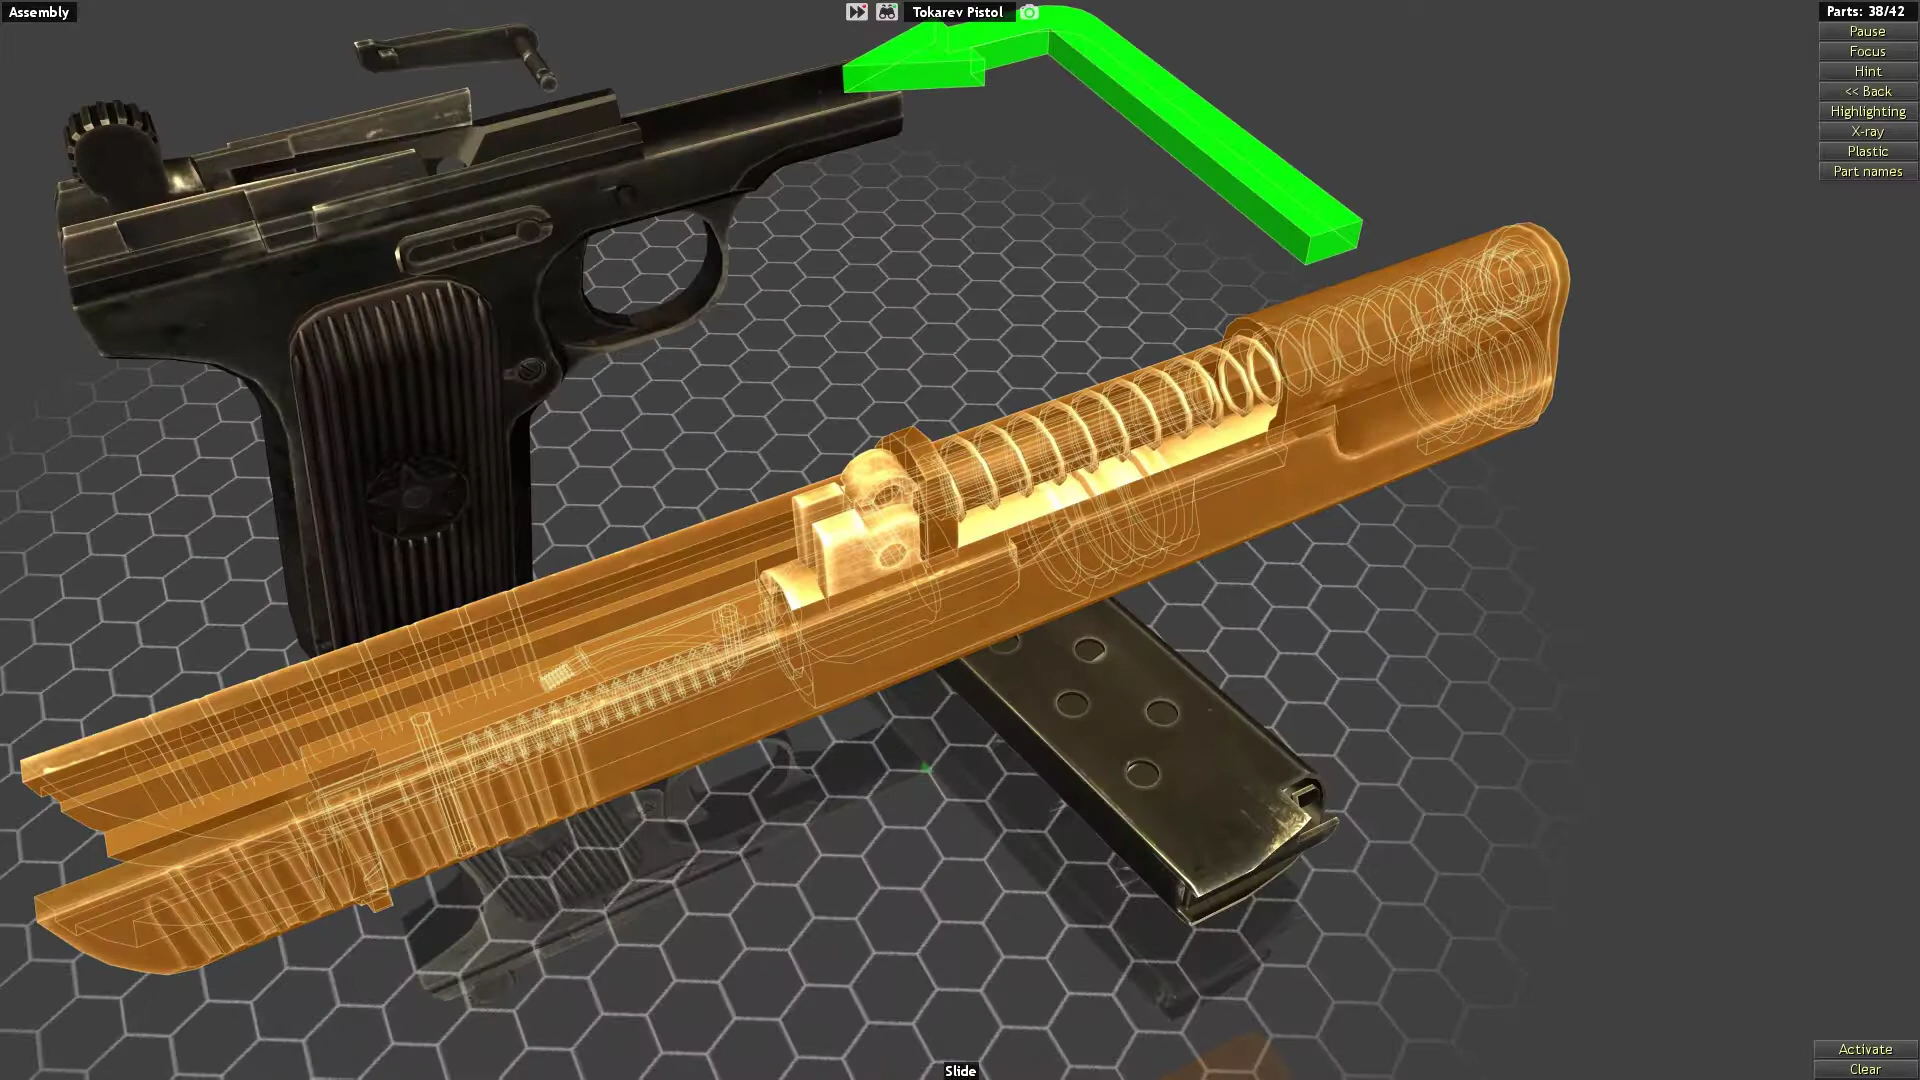 Assembly
Tokarev Pistol
Parts: 38/42
Pause
Focus
Hint
<< Back
Highlighting
X-ray
Plastic
Part names
Activate
Clear
Slide